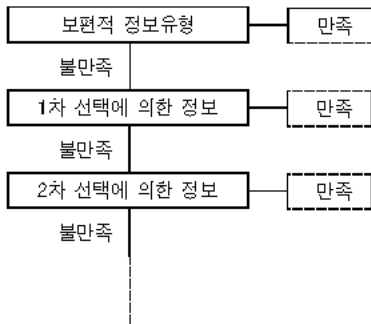 보편적 정보유형
만족
불만족
1차 선택에 의한 정보
만족
불만족
2차 선택에 의한 정보
만족
불만족